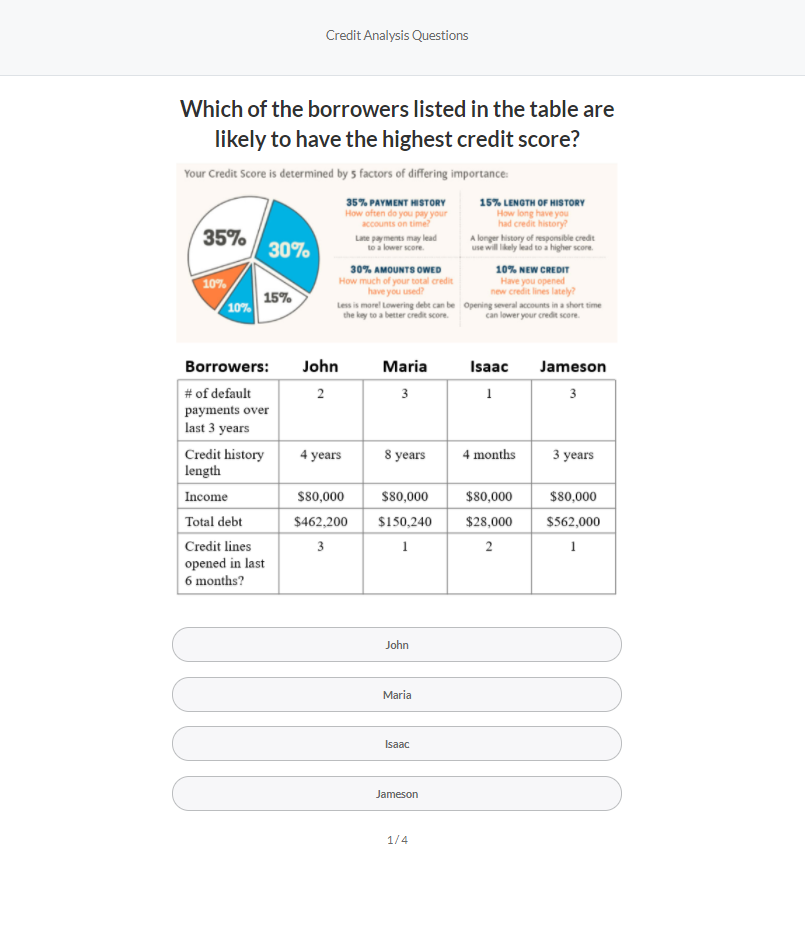 Credit Analysis Questions
Which of the borrowers listed in the table are
likely to have the highest credit score?
Your Credit Score is determined by 5 factors of differing importance:
35%
30%
10%
10%
15%
35% PAYMENT HISTORY
How often do you pay your
accounts on time?
Late payments may lead
to a lower score.
15% LENGTH OF HISTORY
How long have you
had credit history?
A longer history of responsible credit
use will likely lead to a higher score.
30% AMOUNTS OWED
How much of your total credit
have you used?
Less is more! Lowering debt can be
the key to a better credit score.
10% NEW CREDIT
Have you opened
new credit lines lately?
Opening several accounts in a short time
can lower your credit score.
Borrowers: John Maria Isaac Jameson
# of default 2 3 1 3
payments over
last 3 years
Credit history 4 years 8 years 4 months 3 years
length
Income $80,000 $80,000 $80,000 $80,000
Total debt $462,200 $150,240 $28,000 $562,000
Credit lines 3 1 2 1
opened in last
6 months?
John
Maria
Isaac
Jameson
1 / 4